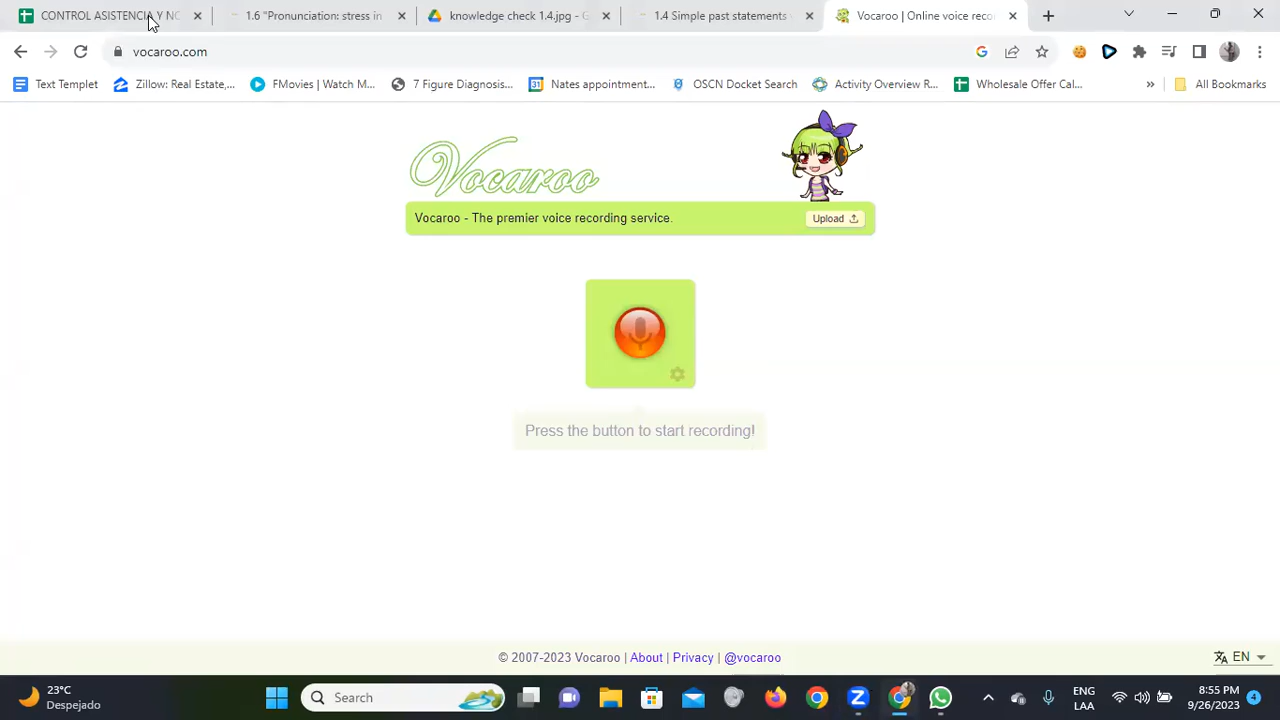 CONTROL ASISTENCIA Y NO
1.6 "Pronunciation: stress in
knowledge check 1.4.jpg - G
1.4 Simple past statements
Vocaroo | Online voice reco
vocaroo.com
Text Templet
Zillow: Real Estate,...
FMovies | Watch M...
7 Figure Diagnosis...
31
Nates appointment...
OSCN Docket Search
Activity Overview R...
Wholesale Offer Cal...
»
All Bookmarks
Vocaroo
Vocaroo - The premier voice recording service.
Upload
Press the button to start recording!
© 2007-2023 Vocaroo | About | Privacy | @vocaroo
EN
23°C
Despejado
Search
ENG
LAA
8:55 PM
9/26/2023
4